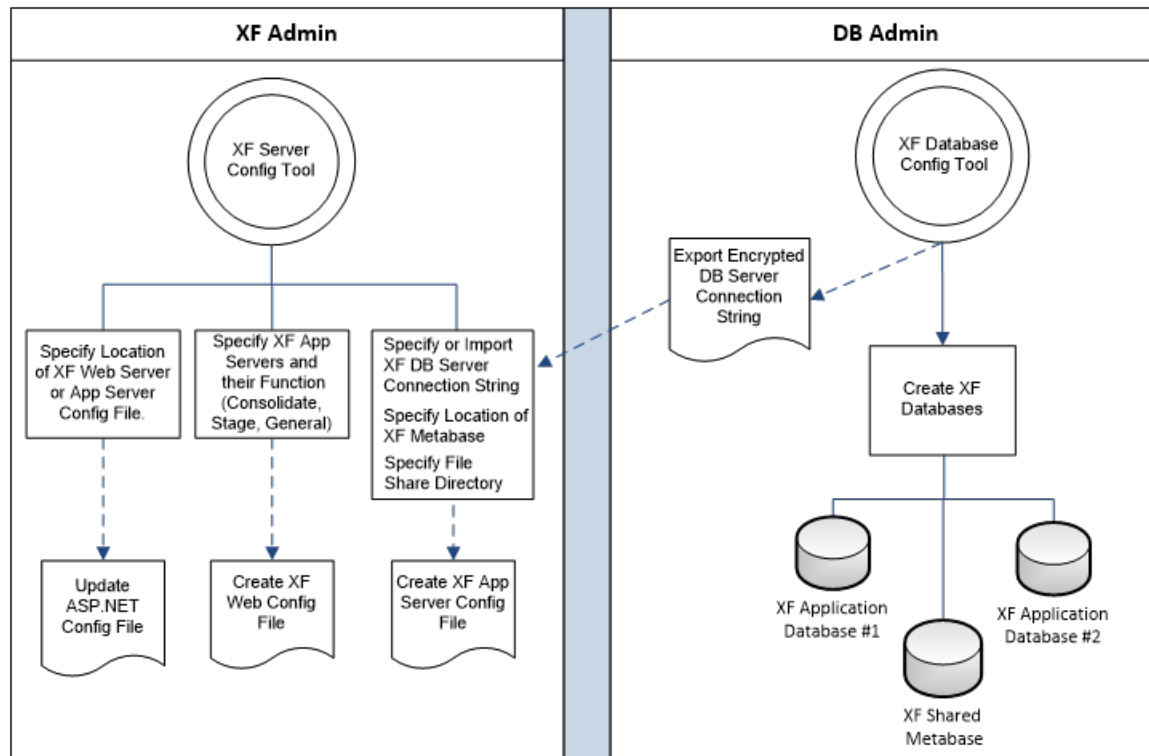 XF Admin
XF Server
Config Tool
Specify Location
of XF Web Server
or App Server
Config File.
Specify XF App
Servers and
their Function
(Consolidate,
Stage, General)
Specify or Import
XF DB Server
Connection String
Specify Location of
XF Metabase
Specify File
Share Directory
Update
ASP.NET
Config File
Create XF
Web Config
File
Create XF App
Server Config
File
DB Admin
XF Database
Config Tool
Export Encrypted
DB Server
Connection
String
Create XF
Databases
XF Application
Database #1
XF Application
Database #2
XF Shared
Metabase